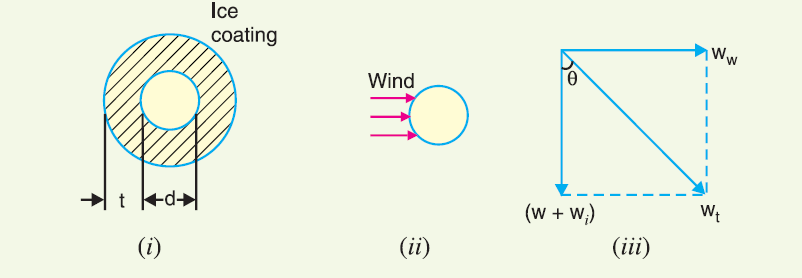 Ice
coating
t
d
(i)
Wind
(ii)
θ
w_w
(w + w_i)
w_t
(iii)